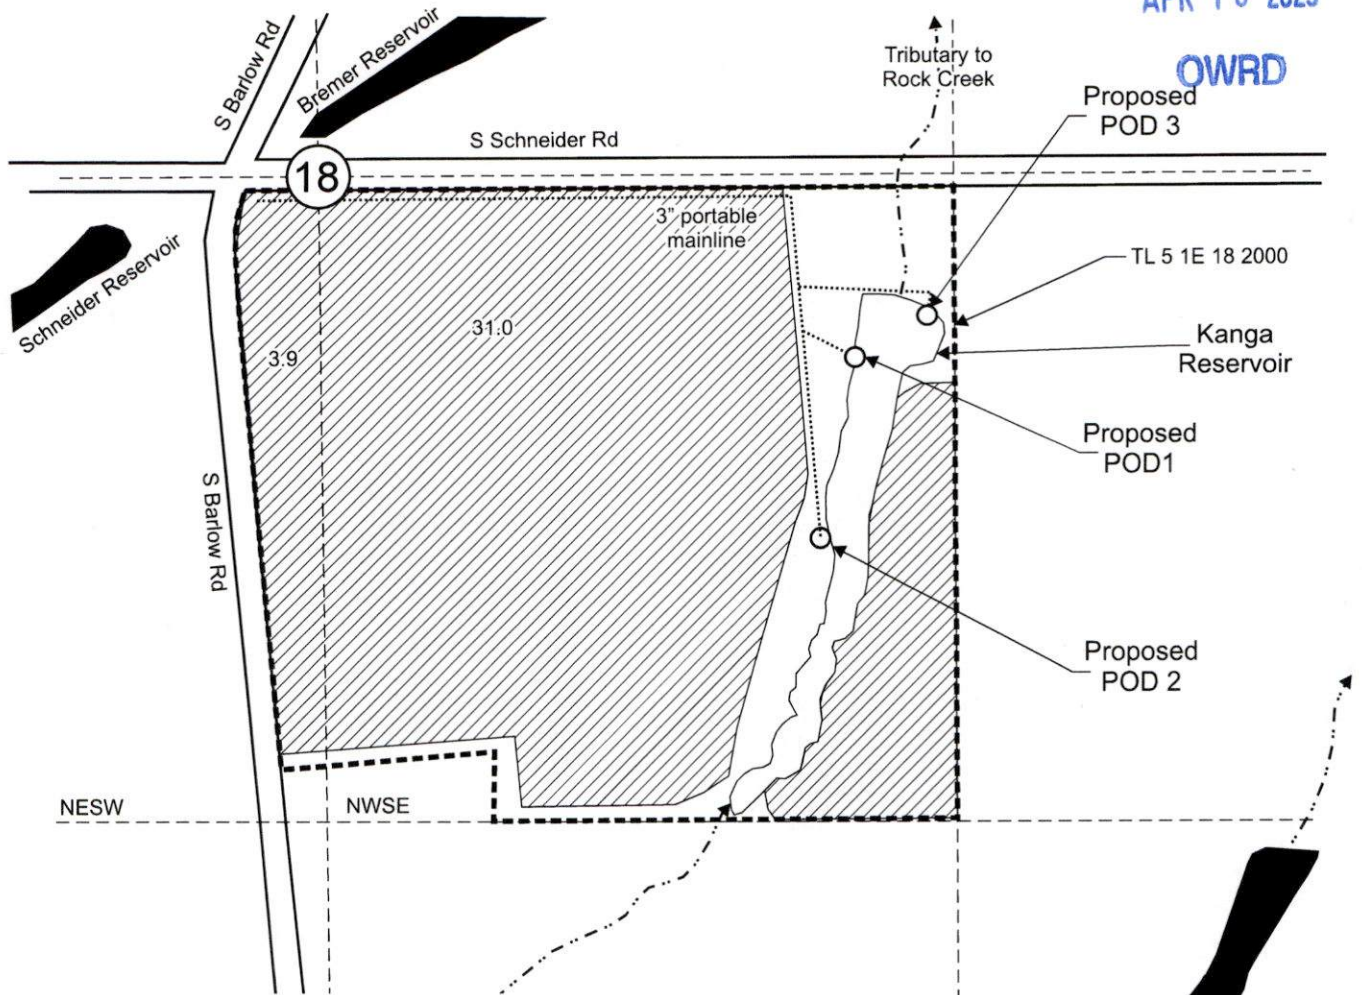 OWRD
Tributary to
Rock Creek
S Barlow Rd
Bremer Reservoir
Proposed
POD 3
S Schneider Rd
18
3" portable
mainline
Schneider Reservoir
TL 5 1E 18 2000
31.0
3.9
Kanga
Reservoir
Proposed
POD1
S Barlow Rd
Proposed
POD 2
NESW
NWSE